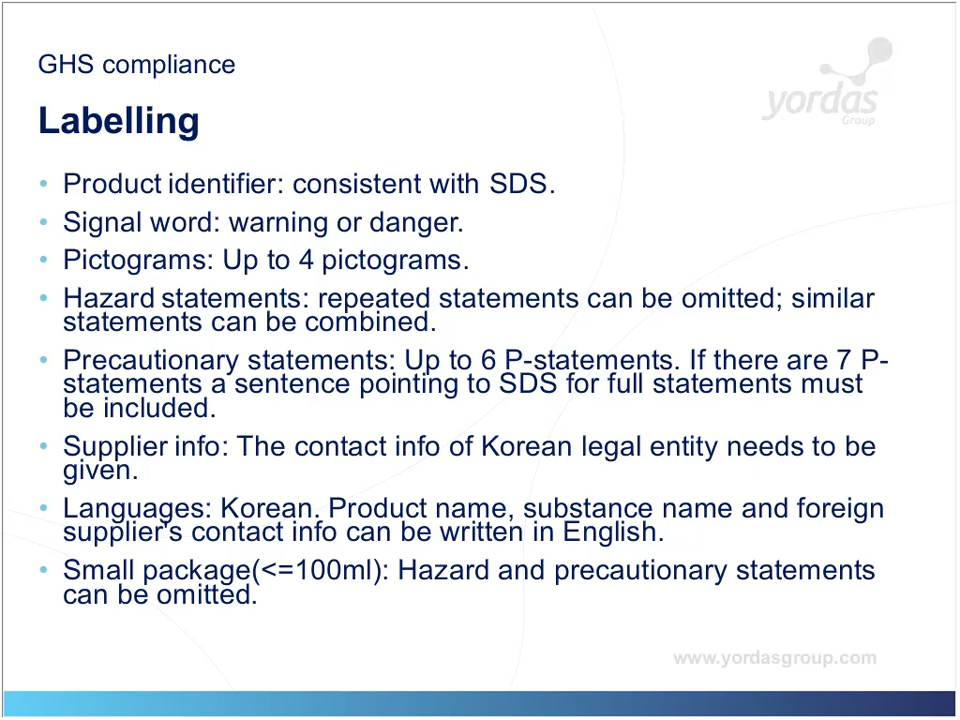 GHS compliance
yordas
Group
Labelling
• Product identifier: consistent with SDS.
• Signal word: warning or danger.
• Pictograms: Up to 4 pictograms.
• Hazard statements: repeated statements can be omitted; similar
statements can be combined.
• Precautionary statements: Up to 6 P-statements. If there are 7 P-
statements a sentence pointing to SDS for full statements must
be included.
• Supplier info: The contact info of Korean legal entity needs to be
given.
• Languages: Korean. Product name, substance name and foreign
supplier's contact info can be written in English.
• Small package(<=100ml): Hazard and precautionary statements
can be omitted.
www.yordasgroup.com